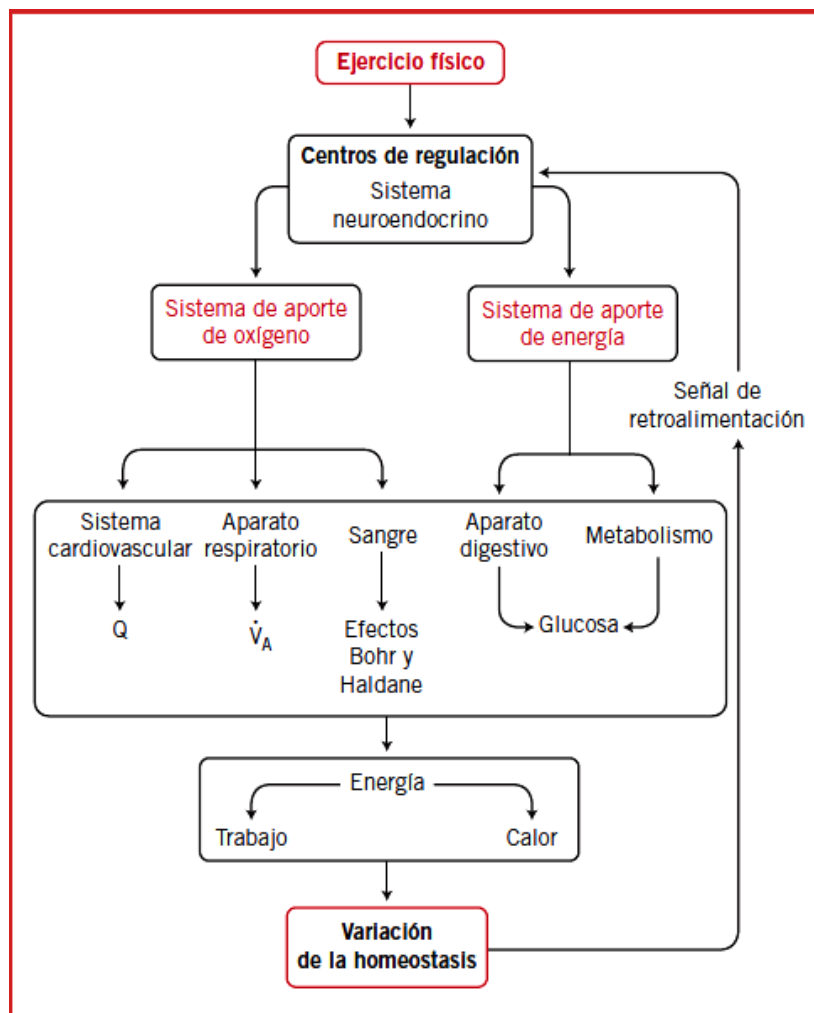 Ejercicio físico
Centros de regulación
Sistema
neuroendocrino
Sistema de aporte
de oxígeno
Sistema de aporte
de energía
Señal de
retroalimentación
Sistema
cardiovascular
Aparato
respiratorio
Sangre
Aparato
digestivo
Metabolismo
Q
V̇A
Efectos
Bohr y
Haldane
Glucosa
Energía
Trabajo
Calor
Variación
de la homeostasis